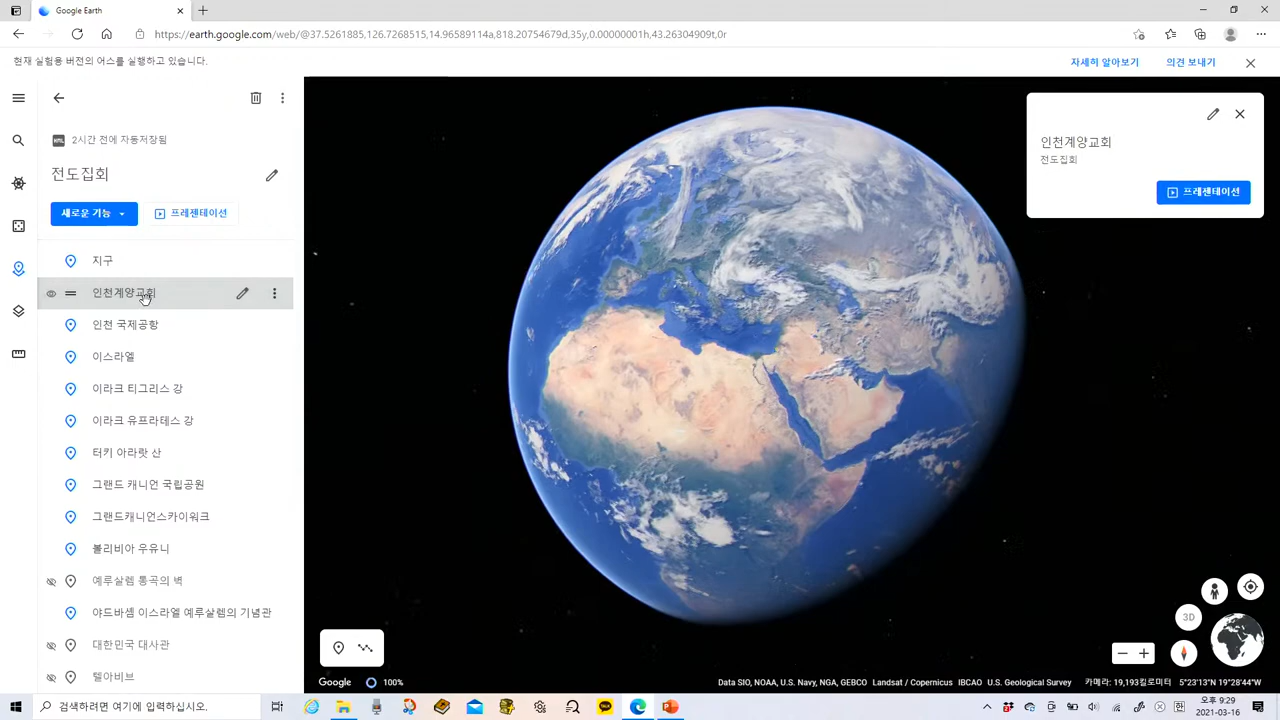 Google Earth
https://earth.google.com/web/@37.5261885,126.7268515,14.96589114a,818.20754679d,35y,0.00000001h,43.26304909t,0r
현재 실험용 버전의 어스를 실행하고 있습니다.
자세히 알아보기
의견 보내기
2시간 전에 자동저장됨
전도집회
새로운 기능
프레젠테이션
지구
인천계양교회
인천 국제공항
이스라엘
이라크 티그리스 강
이라크 유프라테스 강
터키 아라랏 산
그랜드 캐니언 국립공원
그랜드캐니언스카이워크
볼리비아 우유니
예루살렘 통곡의 벽
야드바셈 이스라엘 예루살렘의 기념관
대한민국 대사관
텔아비브
인천계양교회
전도집회
프레젠테이션
3D
Google
100%
Data SIO, NOAA, U.S. Navy, NGA, GEBCO Landsat / Copernicus IBCAO U.S. Geological Survey
카메라: 19,193킬로미터
5°23'13"N 19°28'44"W
검색하려면 여기에 입력하십시오.
TALK
한
오후 9:29
2021-03-16